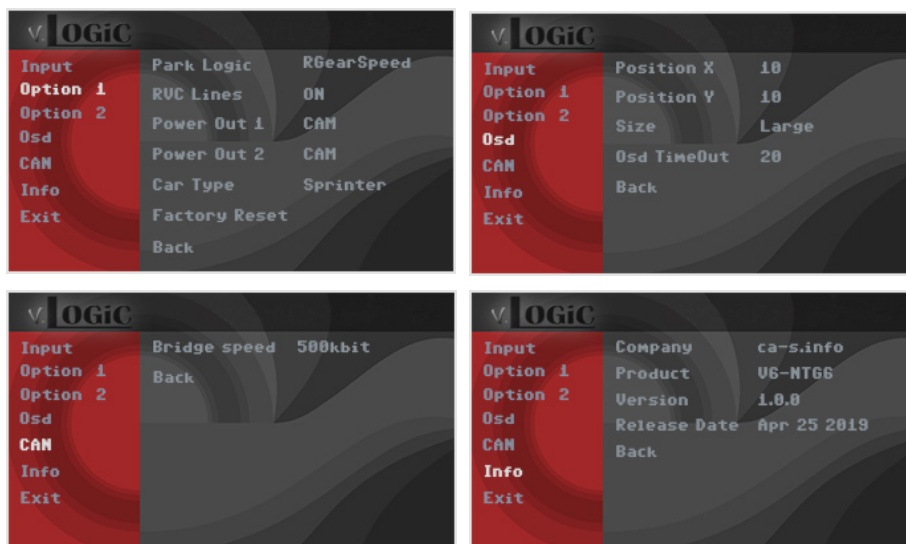 v.LOGiC
Input
Option 1
Option 2
Osd
CAN
Info
Exit
Park Logic RGearSpeed
RVC Lines ON
Power Out 1 CAN
Power Out 2 CAN
Car Type Sprinter
Factory Reset
Back
v.LOGiC
Input
Option 1
Option 2
Osd
CAN
Info
Exit
Position X 10
Position Y 10
Size Large
Osd TimeOut 20
Back
v.LOGiC
Input
Option 1
Option 2
Osd
CAN
Info
Exit
Bridge speed 500kbit
Back
v.LOGiC
Input
Option 1
Option 2
Osd
CAN
Info
Exit
Company ca-s.info
Product V6-NTG6
Version 1.0.0
Release Date Apr 25 2019
Back